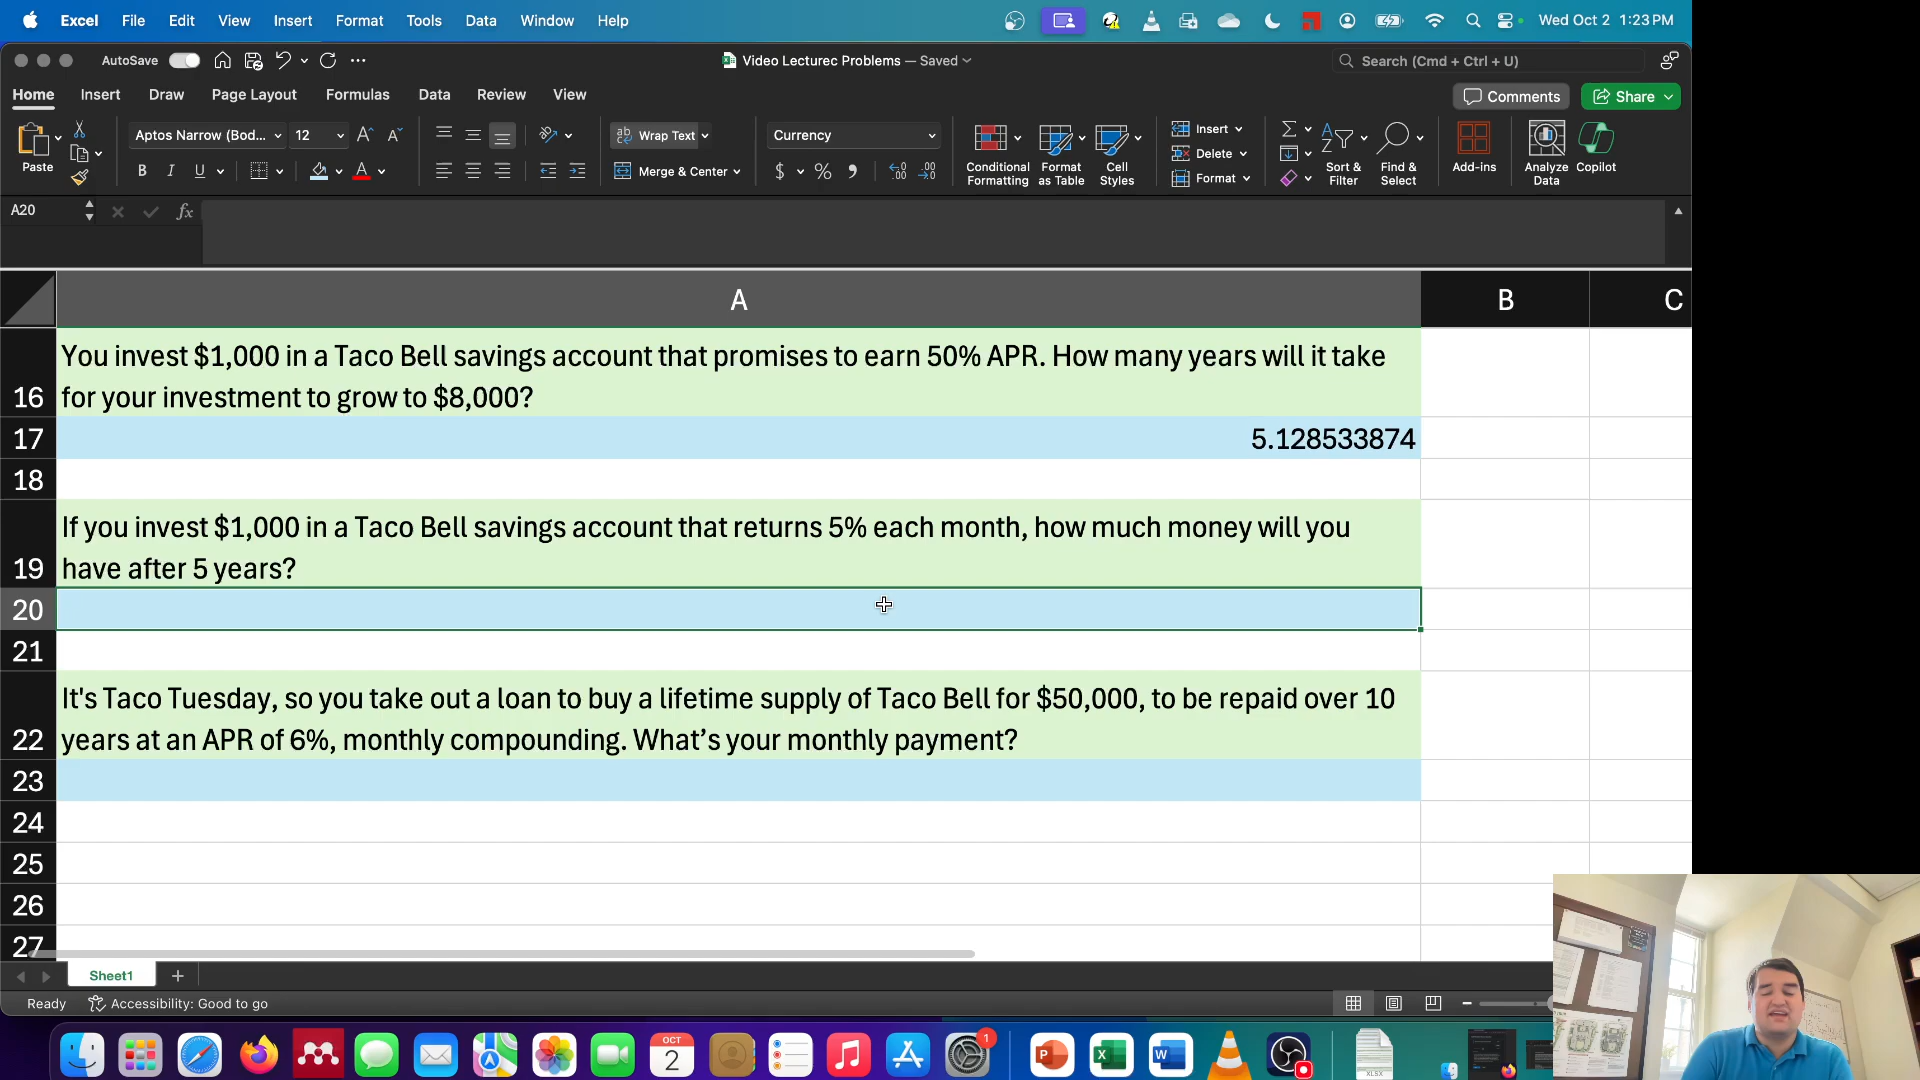 Excel File Edit View Insert Format Tools Data Window Help Wed Oct 2 1:23 PM
AutoSave Video Lecturec Problems — Saved Search (Cmd + Ctrl + U)
Home Insert Draw Page Layout Formulas Data Review View Comments Share
Aptos Narrow (Bod... 12 Wrap Text Currency Insert
Paste B I U Merge & Center $ % Conditional Formatting Format as Table Cell Styles Delete Format Sort & Filter Find & Select Add-ins Analyze Data Copilot
A20 fx
A B C
16 You invest $1,000 in a Taco Bell savings account that promises to earn 50% APR. How many years will it take
for your investment to grow to $8,000?
17 5.128533874
18
19 If you invest $1,000 in a Taco Bell savings account that returns 5% each month, how much money will you
have after 5 years?
20
21
22 It's Taco Tuesday, so you take out a loan to buy a lifetime supply of Taco Bell for $50,000, to be repaid over 10
years at an APR of 6%, monthly compounding. What’s your monthly payment?
23
24
25
26
27
Sheet1
Ready Accessibility: Good to go
OCT
2
1
P X W XLSX